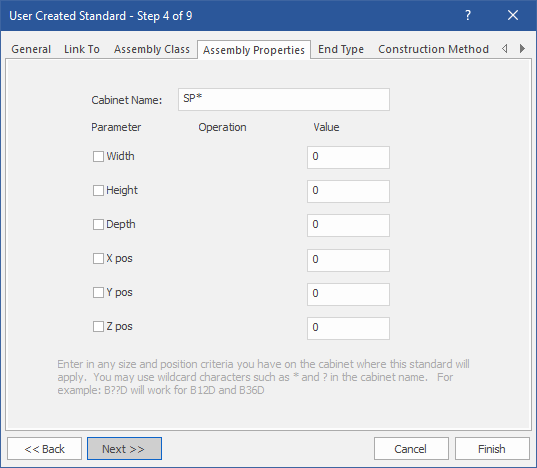 User Created Standard - Step 4 of 9 ?
General Link To Assembly Class Assembly Properties End Type Construction Method
Cabinet Name: SP*
Parameter Operation Value
Width 0
Height 0
Depth 0
X pos 0
Y pos 0
Z pos 0
Enter in any size and position criteria you have on the cabinet where this standard will
apply. You may use wildcard characters such as * and ? in the cabinet name. For
example: B??D will work for B12D and B36D
<< Back Next >> Cancel Finish